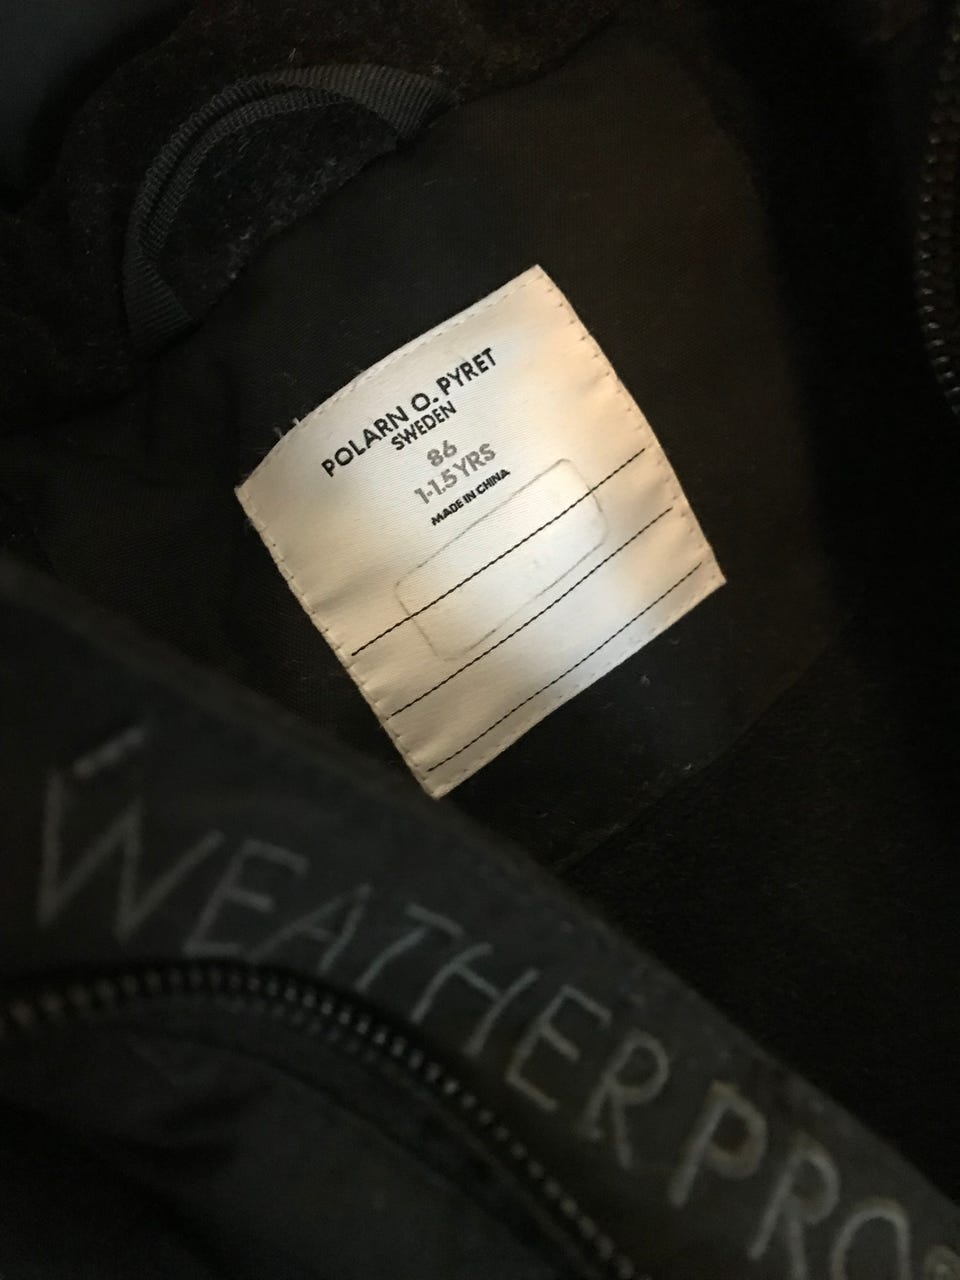 POLARN O. PYRET
SWEDEN
86
1-1.5 YRS
MADE IN CHINA
WEATHERPRO®